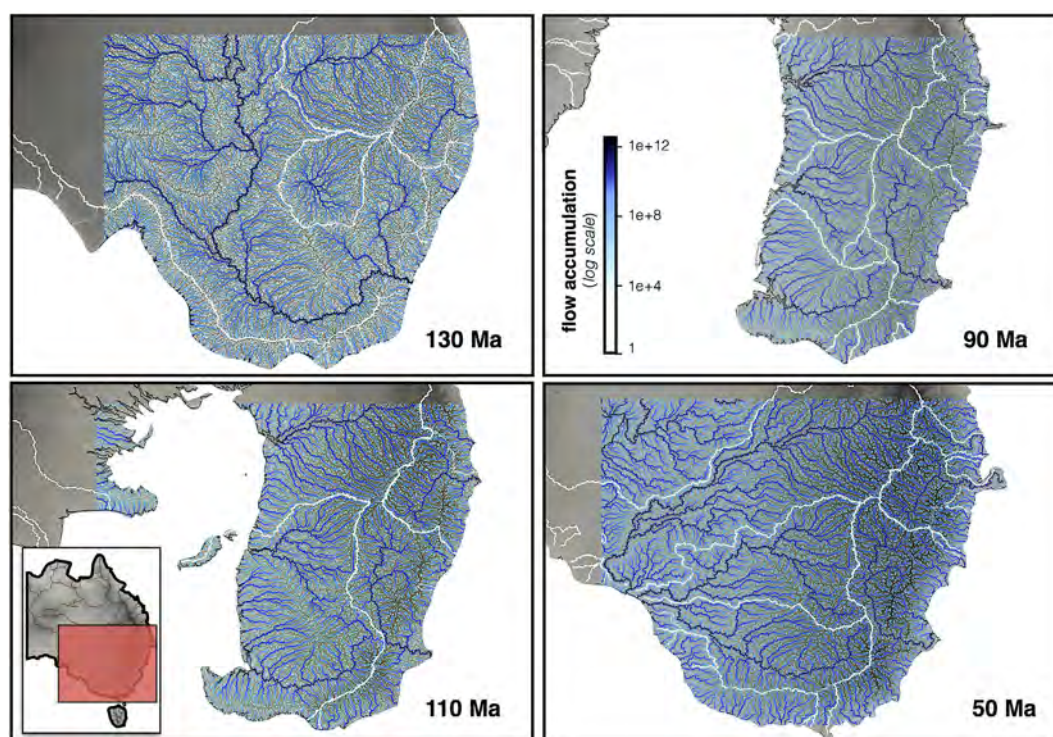 130 Ma
90 Ma
flow accumulation
(log scale)
1e+12
1e+8
1e+4
1
110 Ma
50 Ma